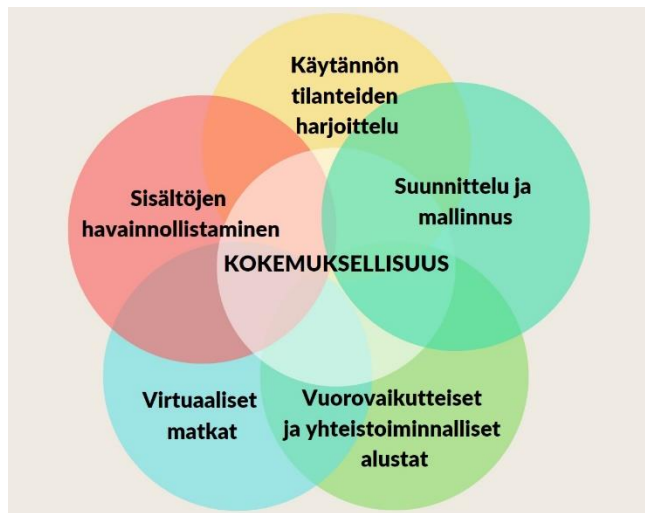 Käytännön
tilanteiden
harjoittelu
Suunnittelu ja
mallinnus
Sisältöjen
havainnollistaminen
KOKEMUKSELLISUUS
Virtuaaliset
matkat
Vuorovaikutteiset
ja yhteistoiminnalliset
alustat